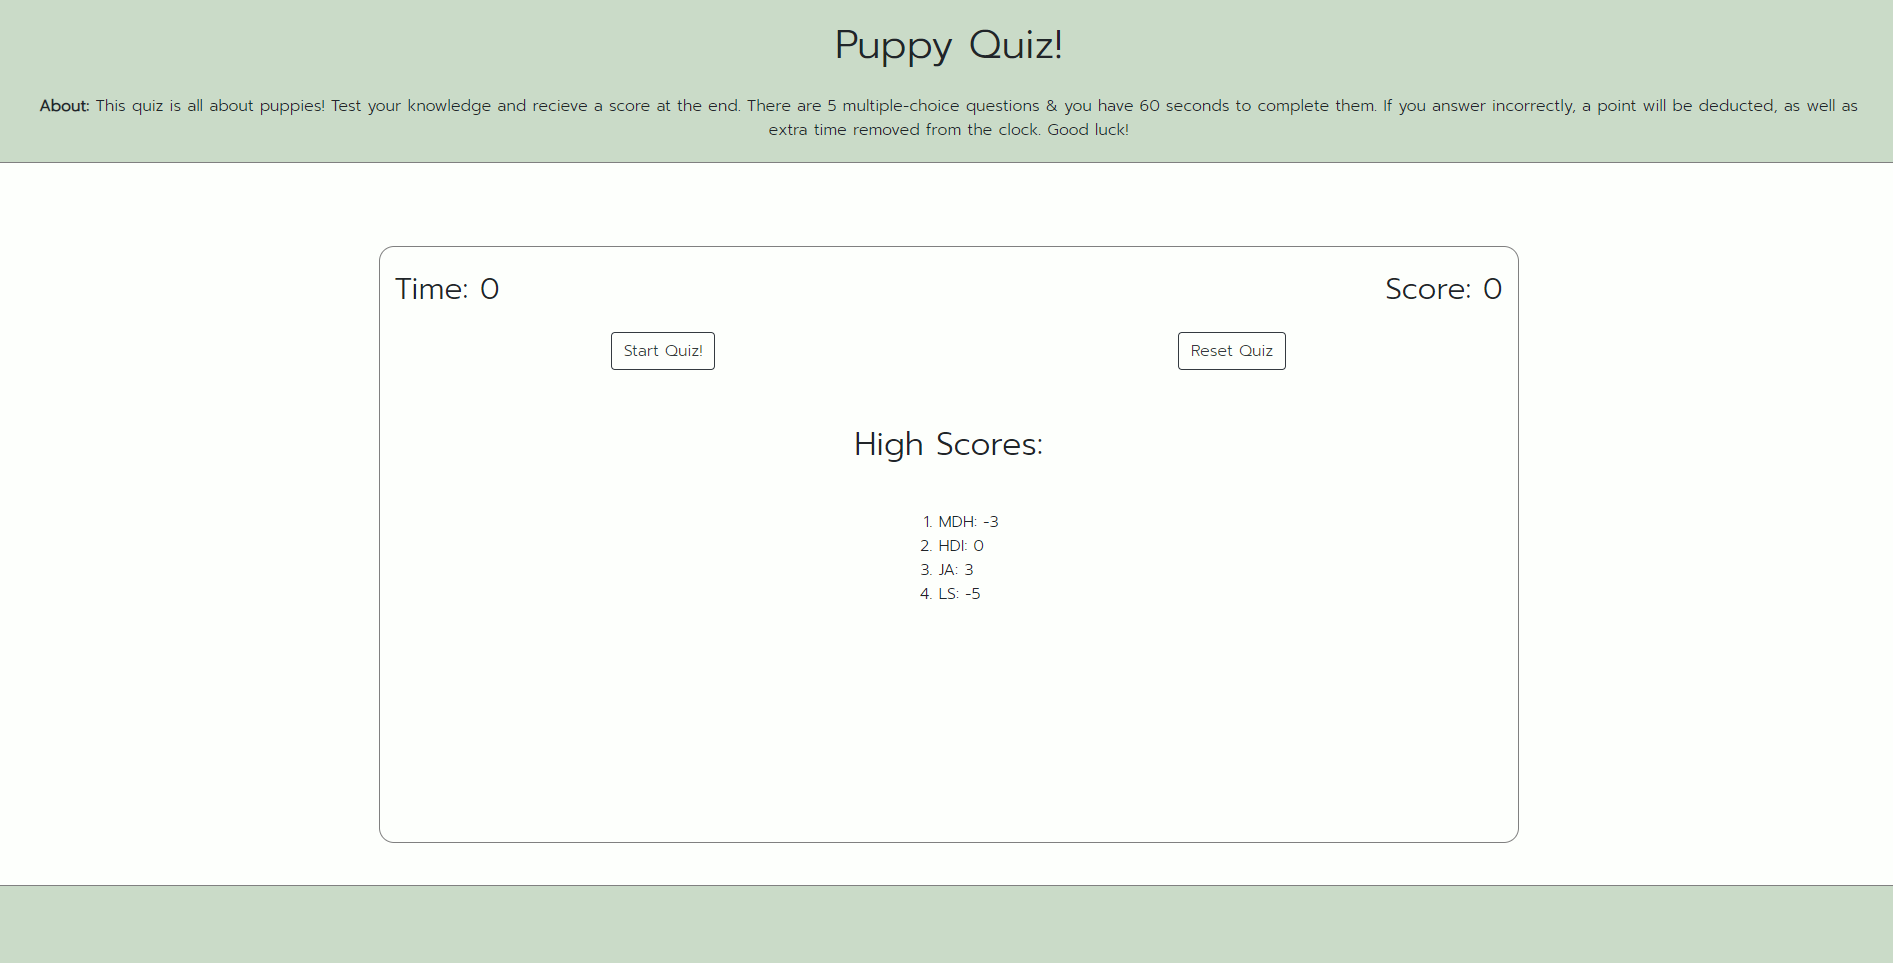 Puppy Quiz!
About: This quiz is all about puppies! Test your knowledge and recieve a score at the end. There are 5 multiple-choice questions & you have 60 seconds to complete them. If you answer incorrectly, a point will be deducted, as well as
extra time removed from the clock. Good luck!
Time: 0
Score: 0
Start Quiz!
Reset Quiz
High Scores:
1. MDH: -3
2. HDI: 0
3. JA: 3
4. LS: -5